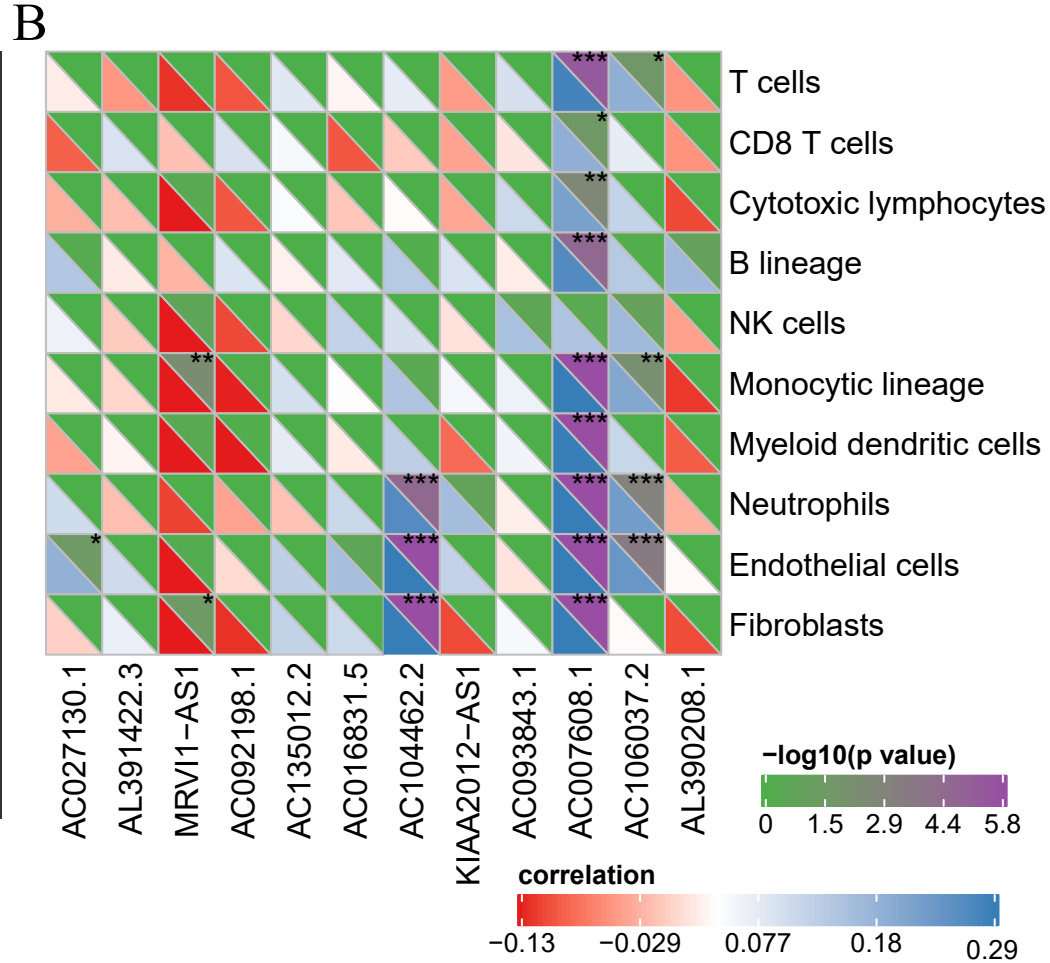 B
*** * T cells
* CD8 T cells
** Cytotoxic lymphocytes
*** B lineage
NK cells
** *** ** Monocytic lineage
*** Myeloid dendritic cells
*** *** *** Neutrophils
* *** *** *** Endothelial cells
* *** *** Fibroblasts
AC027130.1
AL391422.3
MRVI1−AS1
AC092198.1
AC135012.2
AC016831.5
AC104462.2
KIAA2012−AS1
AC093843.1
AC007608.1
AC106037.2
AL390208.1
−log10(p value)
0 1.5 2.9 4.4 5.8
correlation
−0.13 −0.029 0.077 0.18 0.29